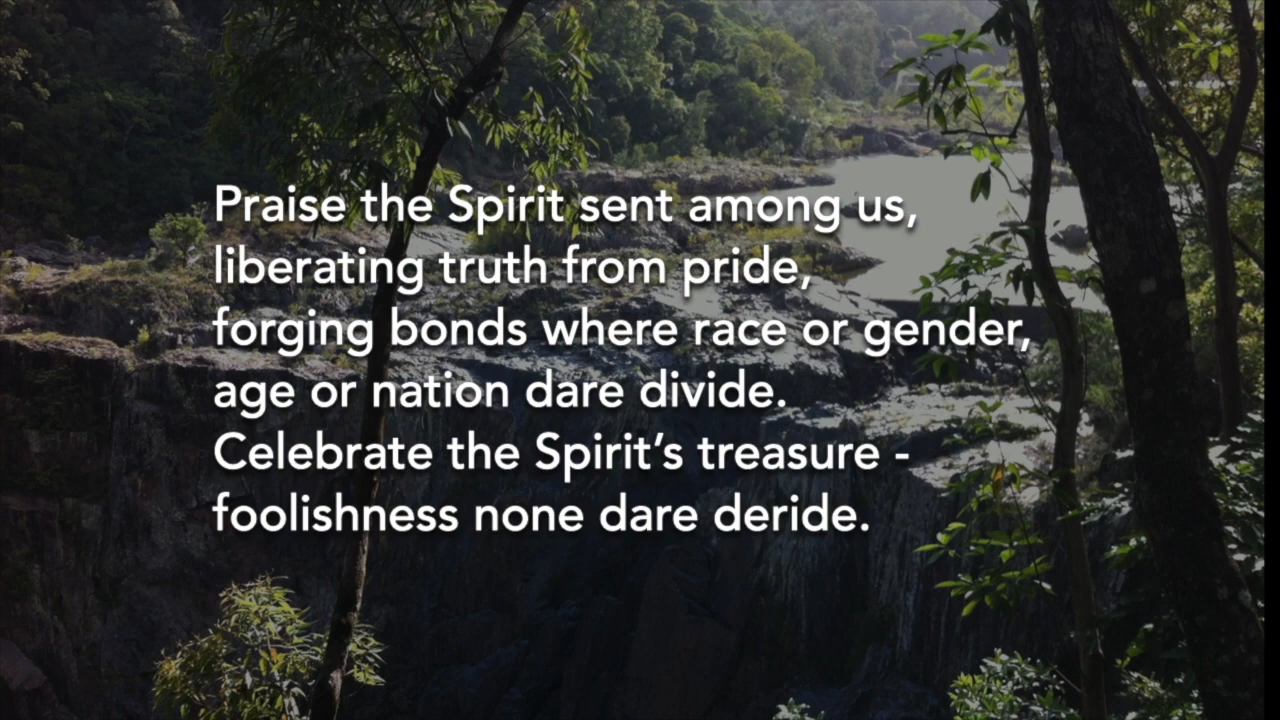 Praise the Spirit sent among us,
liberating truth from pride,
forging bonds where race or gender,
age or nation dare divide.
Celebrate the Spirit’s treasure -
foolishness none dare deride.